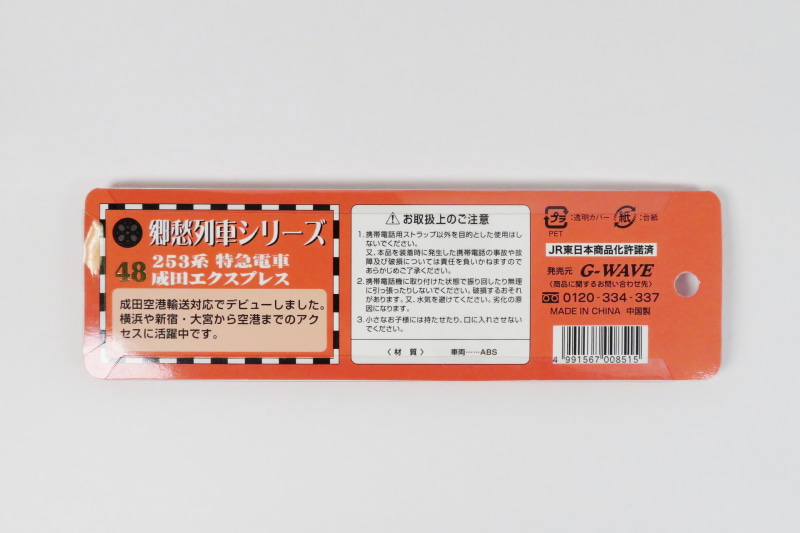 郷愁列車シリーズ
48
253系 特急電車
成田エクスプレス
成田空港輸送対応でデビューしました。
横浜や新宿・大宮から空港までのアク
セスに活躍中です。
お取扱上のご注意
1. 携帯電話用ストラップ以外を目的とした使用はし
ないでください。
又、本品を装着時に発生した携帯電話の事故や故
障及び破損については責任を負いかねますので
あらかじめご了承ください。
2. 携帯電話機に取り付けた状態で振り回したり無理
に引っ張ったりしないでください。破損するおそれ
があります。又、水気を避けてください。劣化の原
因になります。
3. 小さなお子様には持たせたり、口に入れさせない
でください。
〈材質〉 車両……ABS
プラ :透明カバー 紙 :台紙
PET
JR東日本商品化許諾済
発売元 G-WAVE
(商品に関するお問い合わせ先)
0120-334-337
MADE IN CHINA 中国製
4 991567 008515